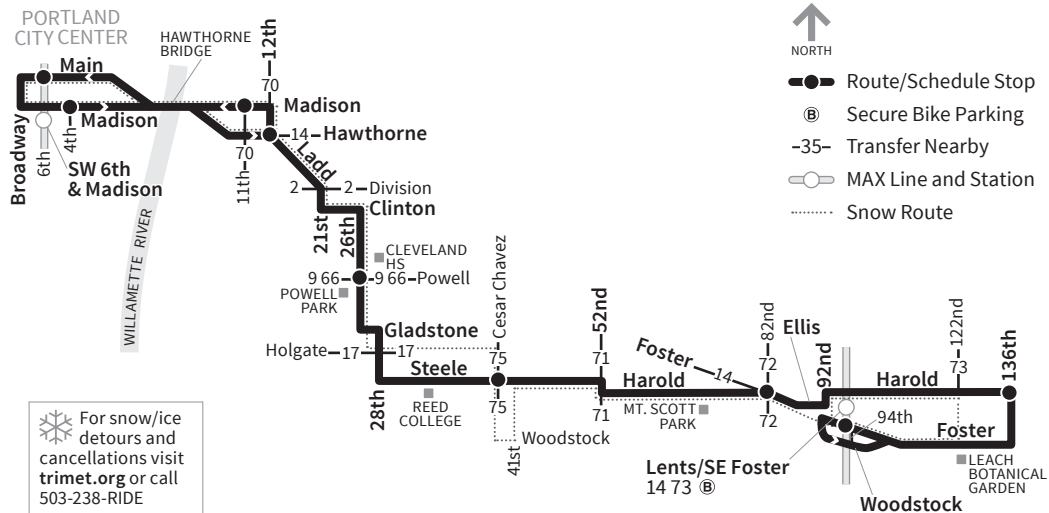 PORTLAND
CITY CENTER
HAWTHORNE
BRIDGE
12th
NORTH
Main
70
Route/Schedule Stop
Madison
Madison
Ⓑ Secure Bike Parking
14
Hawthorne
-35- Transfer Nearby
Broadway
6th
4th
SW 6th
& Madison
70
11th
Ladd
MAX Line and Station
Snow Route
2
2
Division
Clinton
21st
26th
WILLAMETTE RIVER
CLEVELAND
HS
9 66
9 66
Powell
POWELL
PARK
Cesar Chavez
Gladstone
Holgate
17
17
75
Steele
28th
REED
COLLEGE
75
41st
Woodstock
52nd
71
71
Foster
14
Harold
MT. SCOTT
PARK
82nd
72
72
Ellis
92nd
Harold
122nd
73
136th
94th
Foster
Lents/SE Foster
14 73 Ⓑ
LEACH
BOTANICAL
GARDEN
Woodstock
For snow/ice
detours and
cancellations visit
trimet.org or call
503-238-RIDE